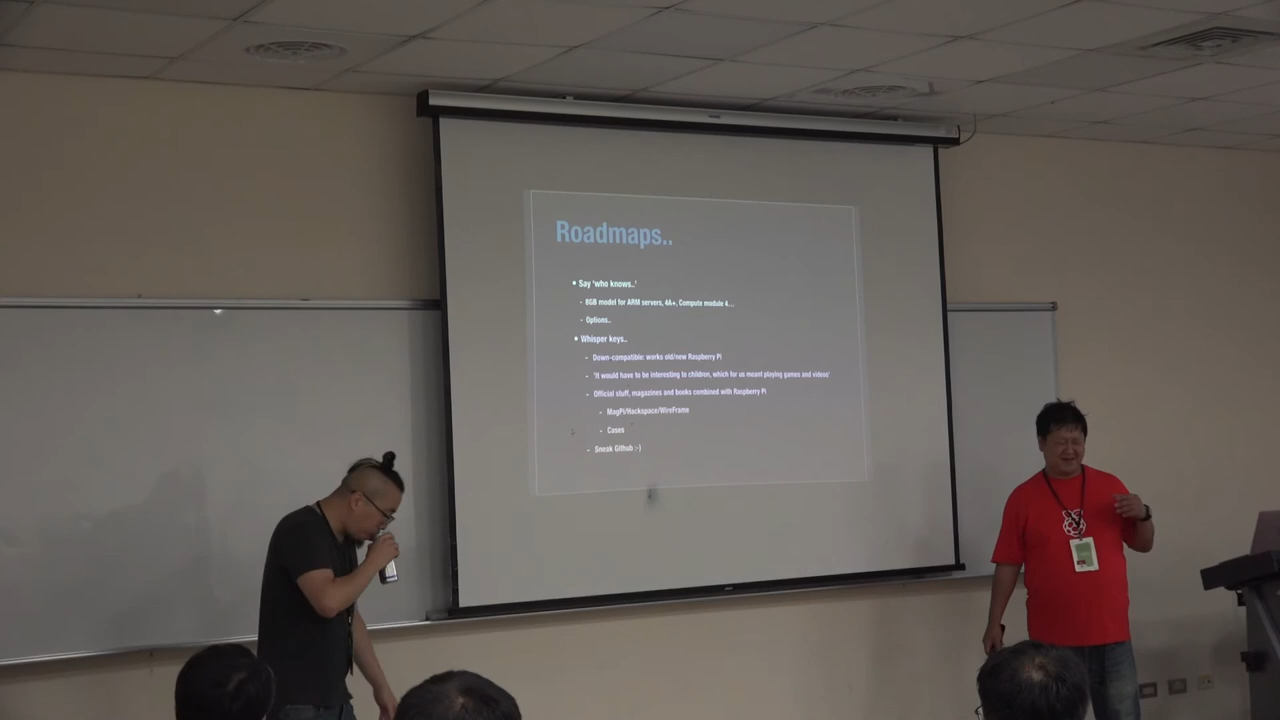 Roadmaps..
• Say 'who knows..'
- 8GB model for ARM servers, 4A+, Compute module 4...
- Options..
• Whisper keys..
- Down-compatible: works old/new Raspberry Pi
- 'It would have to be interesting to children, which for us meant playing games and videos'
- Official stuff, magazines and books combined with Raspberry Pi
- MagPi/Hackspace/WireFrame
- Cases
- Sneak Github :-)